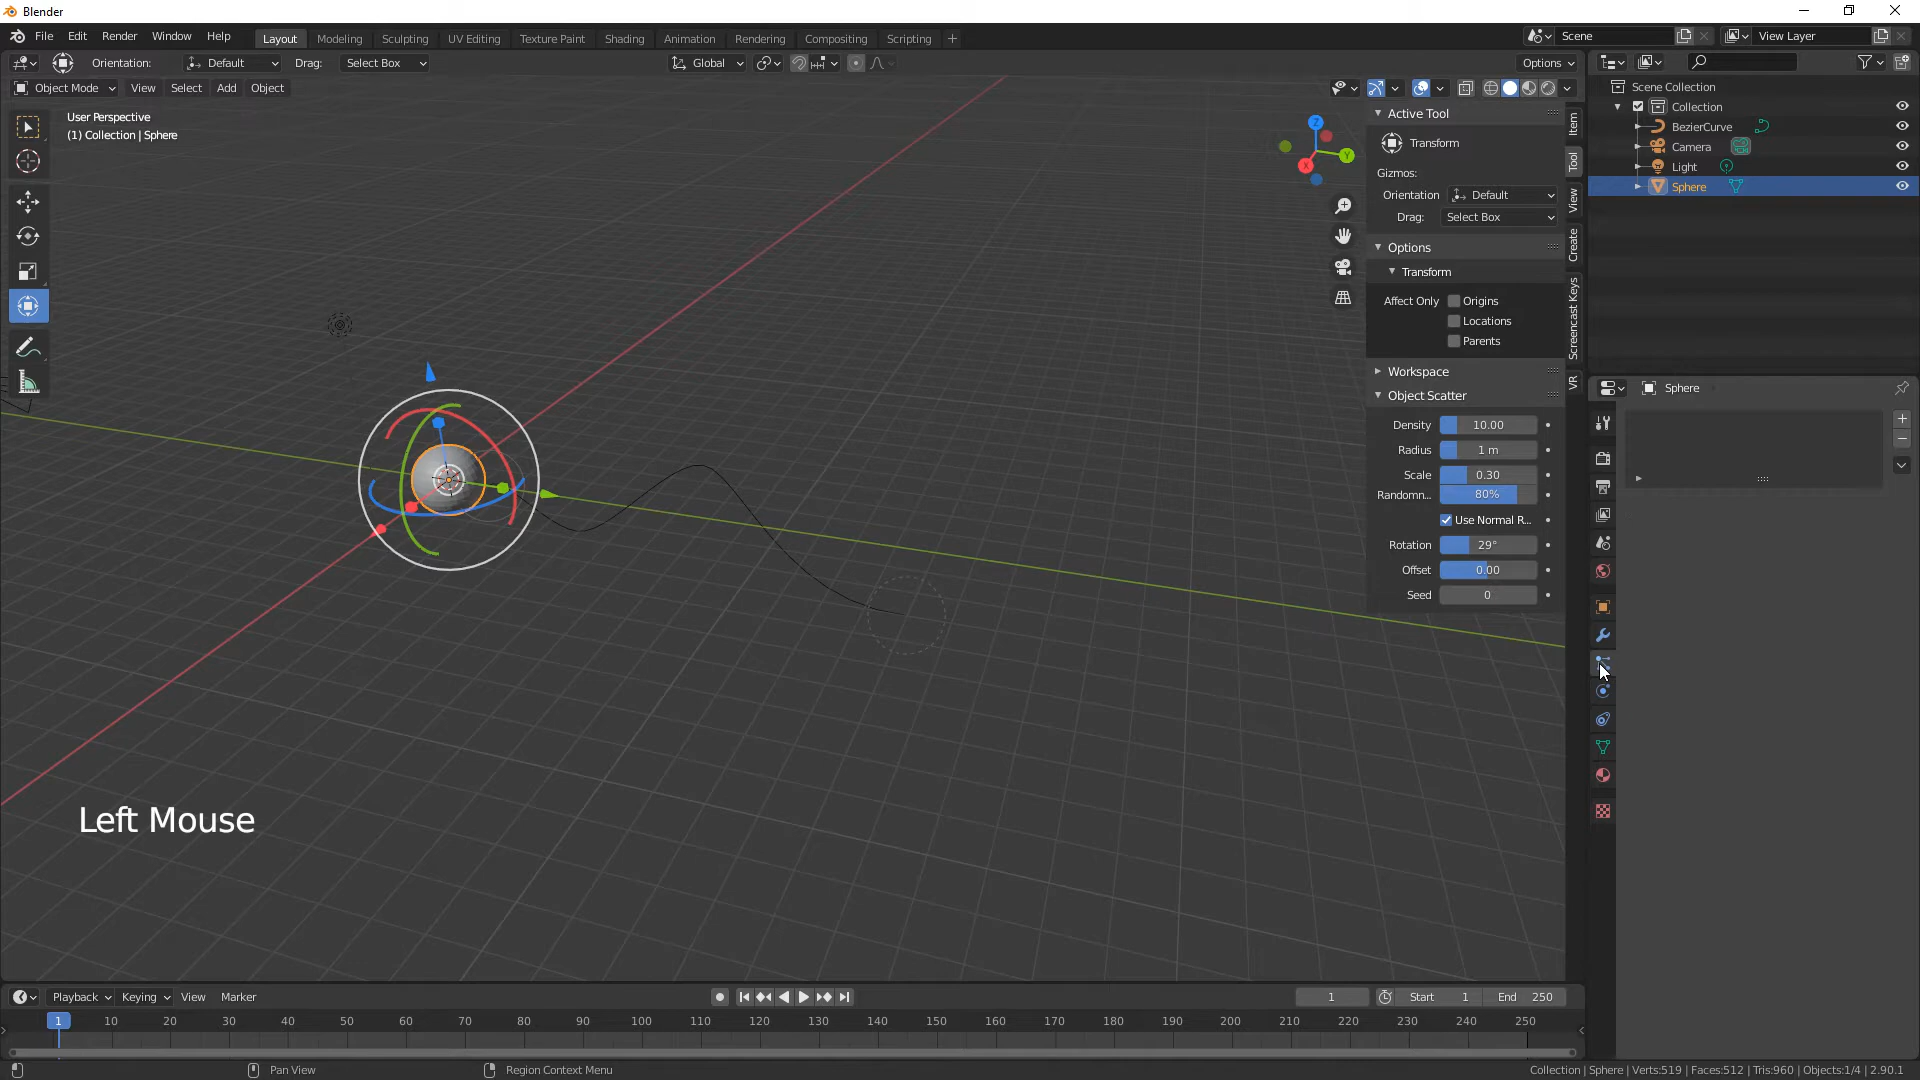 Blender
File Edit Render Window Help
Layout Modeling Sculpting UV Editing Texture Paint Shading Animation Rendering Compositing Scripting +
Scene
View Layer
Orientation: Default Drag: Select Box
Global
Options
Object Mode View Select Add Object
User Perspective
(1) Collection | Sphere
Z
Y
X
Active Tool
Transform
Gizmos:
Orientation Default
Drag: Select Box
Options
Transform
Affect Only Origins
Locations
Parents
Workspace
Object Scatter
Density 10.00
Radius 1 m
Scale 0.30
Randomn... 80%
Use Normal R...
Rotation 29°
Offset 0.00
Seed 0
Item
Tool
View
Create
Screencast Keys
VR
Scene Collection
Collection
BezierCurve
Camera
Light
Sphere
Sphere
Left Mouse
Playback Keying View Marker
1
Start 1
End 250
1 10 20 30 40 50 60 70 80 90 100 110 120 130 140 150 160 170 180 190 200 210 220 230 240 250
Pan View
Region Context Menu
Collection | Sphere | Verts:519 | Faces:512 | Tris:960 | Objects:1/4 | 2.90.1